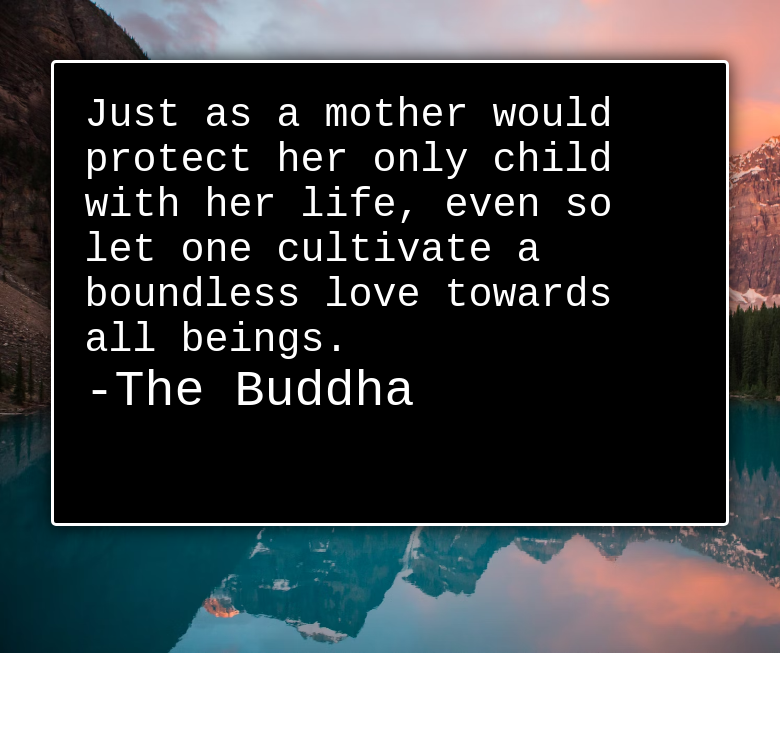 Just as a mother would
protect her only child
with her life, even so
let one cultivate a
boundless love towards
all beings.
-The Buddha